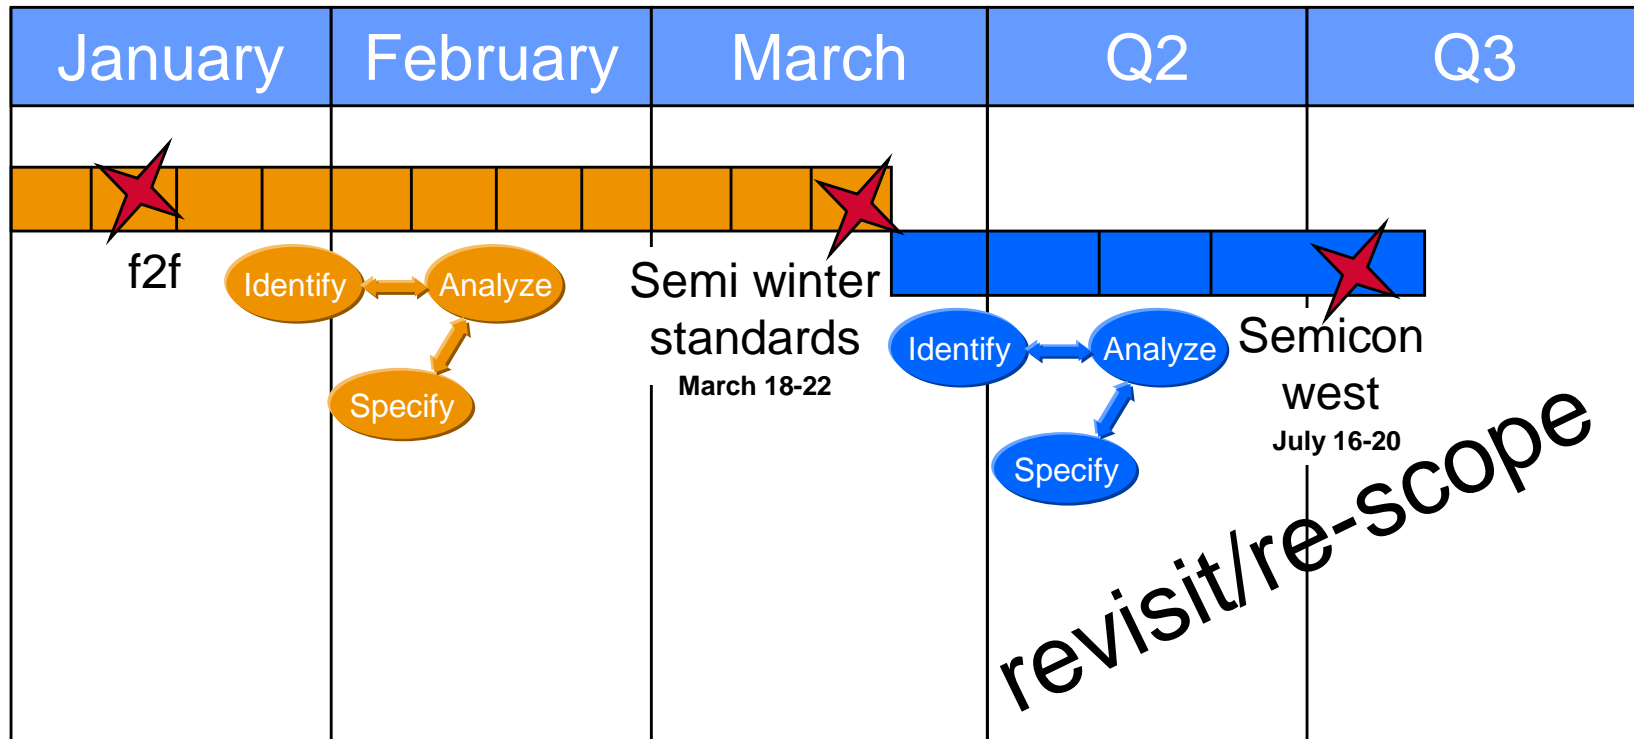 January
February
March
Q2
Q3
f2f
Identify
Analyze
Specify
Semi winter
standards
March 18-22
Identify
Analyze
Specify
Semicon
west
July 16-20
revisit/re-scope